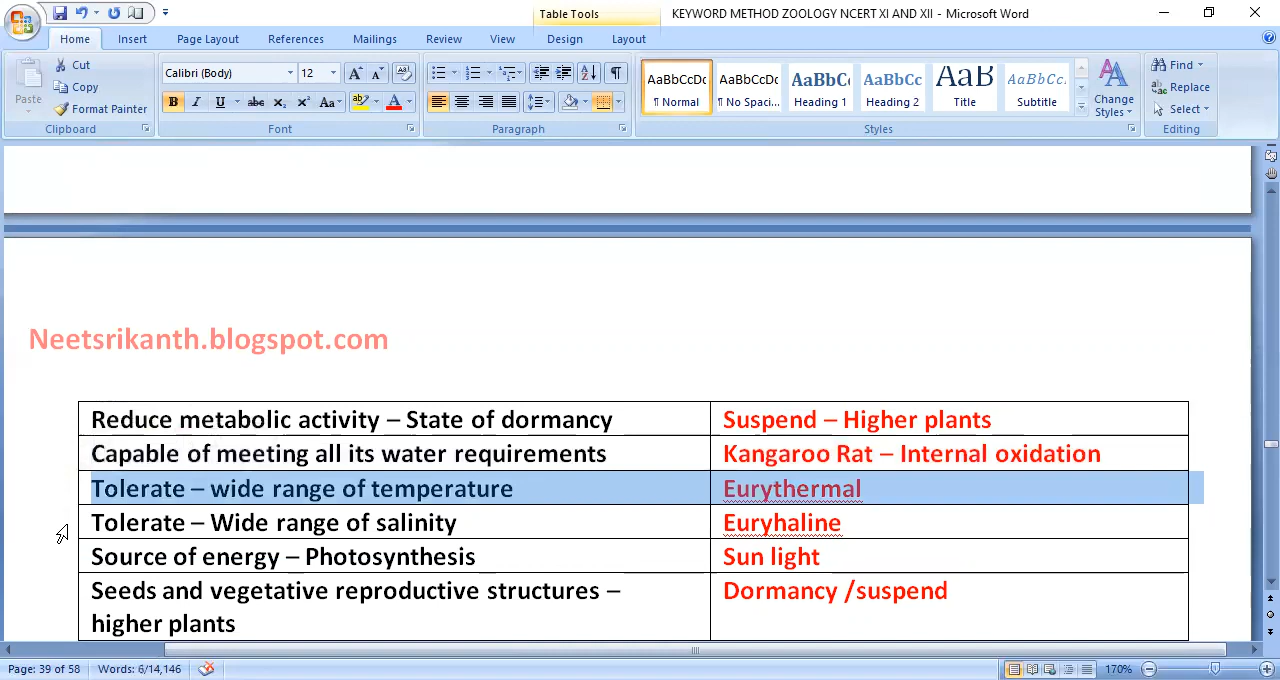 Table Tools
KEYWORD METHOD ZOOLOGY NCERT XI AND XII - Microsoft Word
Home Insert Page Layout References Mailings Review View Design Layout
Paste
Cut
Copy
Format Painter
Clipboard
Calibri (Body) 12
B I U abc x₂ x² Aa
Font
Paragraph
AaBbCcDc AaBbCcDc AaBbC AaBbCc AaB AaBbCc.
¶ Normal ¶ No Spaci... Heading 1 Heading 2 Title Subtitle
Change Styles
Styles
Find
Replace
Select
Editing
Neetsrikanth.blogspot.com
Reduce metabolic activity – State of dormancy Suspend – Higher plants
Capable of meeting all its water requirements Kangaroo Rat – Internal oxidation
Tolerate – wide range of temperature Eurythermal
Tolerate – Wide range of salinity Euryhaline
Source of energy – Photosynthesis Sun light
Seeds and vegetative reproductive structures – Dormancy /suspend
higher plants
Page: 39 of 58 Words: 6/14,146 170%